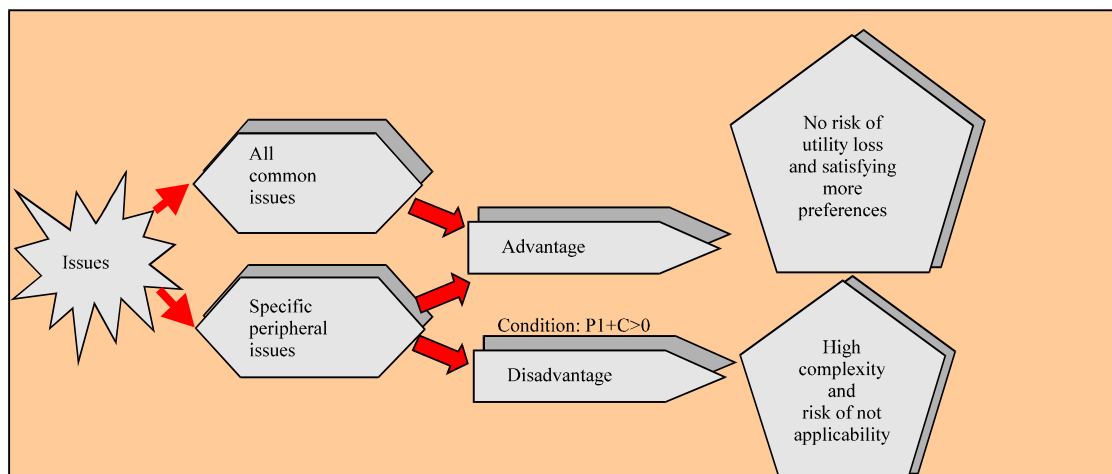 Issues
All
common
issues
Specific
peripheral
issues
Advantage
Condition: P1+C>0
Disadvantage
No risk of
utility loss
and satisfying
more
preferences
High
complexity
and
risk of not
applicability